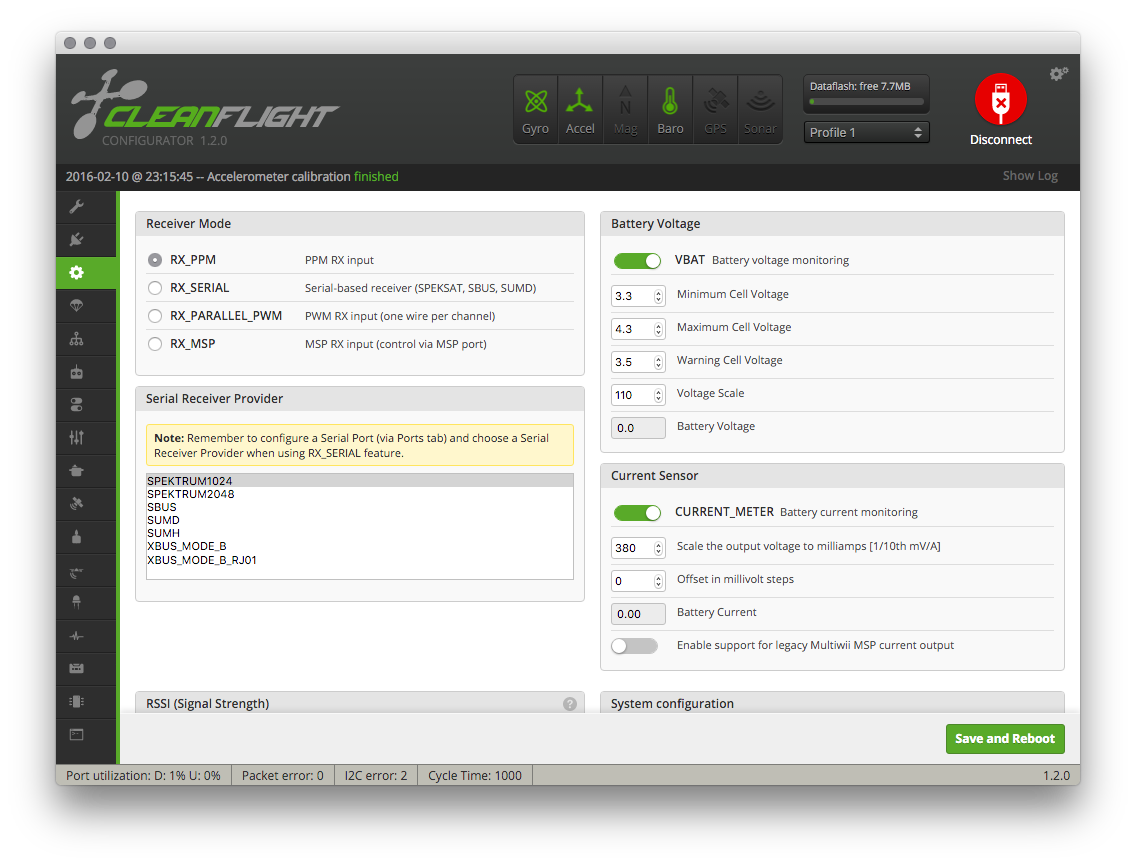 CLEANFLIGHT
CONFIGURATOR 1.2.0
N
Gyro Accel Mag Baro GPS Sonar
Dataflash: free 7.7MB
Profile 1
Disconnect
2016-02-10 @ 23:15:45 -- Accelerometer calibration finished
Show Log
Receiver Mode
RX_PPM PPM RX input
RX_SERIAL Serial-based receiver (SPEKSAT, SBUS, SUMD)
RX_PARALLEL_PWM PWM RX input (one wire per channel)
RX_MSP MSP RX input (control via MSP port)
Serial Receiver Provider
Note: Remember to configure a Serial Port (via Ports tab) and choose a Serial
Receiver Provider when using RX_SERIAL feature.
SPEKTRUM1024
SPEKTRUM2048
SBUS
SUMD
SUMH
XBUS_MODE_B
XBUS_MODE_B_RJ01
RSSI (Signal Strength) ?
Battery Voltage
VBAT Battery voltage monitoring
3.3 Minimum Cell Voltage
4.3 Maximum Cell Voltage
3.5 Warning Cell Voltage
110 Voltage Scale
0.0 Battery Voltage
Current Sensor
CURRENT_METER Battery current monitoring
380 Scale the output voltage to milliamps [1/10th mV/A]
0 Offset in millivolt steps
0.00 Battery Current
Enable support for legacy Multiwii MSP current output
System configuration
Save and Reboot
Port utilization: D: 1% U: 0% Packet error: 0 I2C error: 2 Cycle Time: 1000 1.2.0